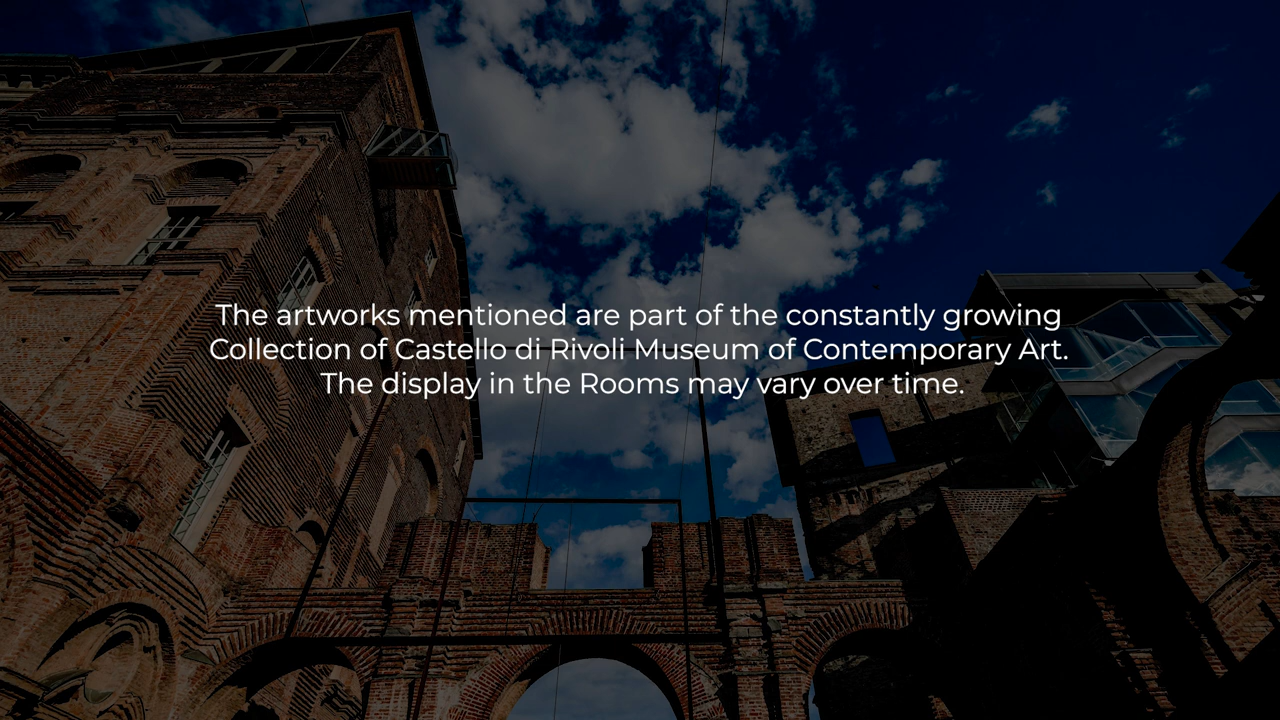 The artworks mentioned are part of the constantly growing
Collection of Castello di Rivoli Museum of Contemporary Art.
The display in the Rooms may vary over time.